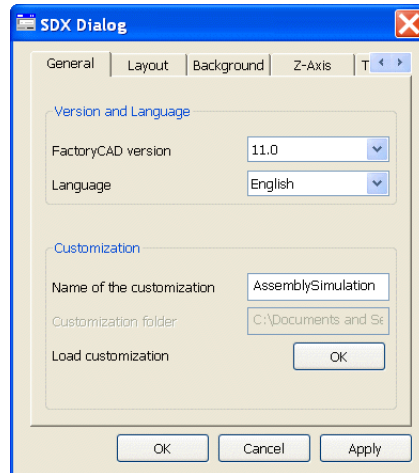 SDX Dialog
General Layout Background Z-Axis T
Version and Language
FactoryCAD version 11.0
Language English
Customization
Name of the customization AssemblySimulation
Customization folder C:\Documents and Se
Load customization OK
OK Cancel Apply